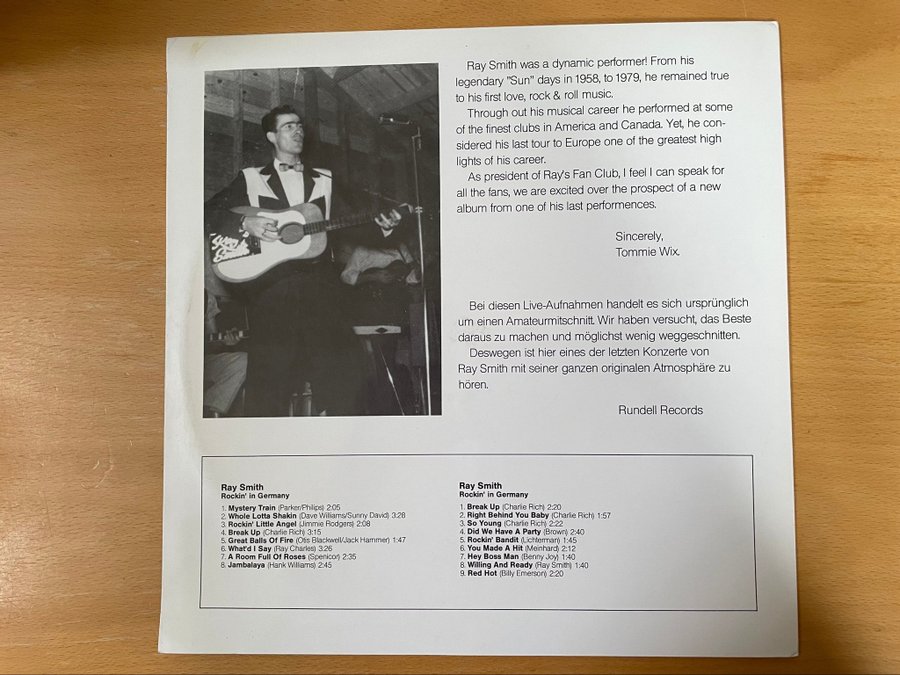 Ray Smith was a dynamic performer! From his
legendary "Sun" days in 1958, to 1979, he remained true
to his first love, rock & roll music.
Through out his musical career he performed at some
of the finest clubs in America and Canada. Yet, he con-
sidered his last tour to Europe one of the greatest high
lights of his career.
As president of Ray's Fan Club, I feel I can speak for
all the fans, we are excited over the prospect of a new
album from one of his last performences.
Sincerely,
Tommie Wix.
Bei diesen Live-Aufnahmen handelt es sich ursprünglich
um einen Amateurmitschnitt. Wir haben versucht, das Beste
daraus zu machen und möglichst wenig weggeschnitten.
Deswegen ist hier eines der letzten Konzerte von
Ray Smith mit seiner ganzen originalen Atmosphäre zu
hören.
Rundell Records
Ray Smith
Rockin' in Germany
1. Mystery Train (Parker/Philips) 2:05
2. Whole Lotta Shakin (Dave Williams/Sunny David) 3:28
3. Rockin' Little Angel (Jimmie Rodgers) 2:08
4. Break Up (Charlie Rich) 3:15
5. Great Balls Of Fire (Otis Blackwell/Jack Hammer) 1:47
6. What'd I Say (Ray Charles) 3:26
7. A Room Full Of Roses (Spenicor) 2:35
8. Jambalaya (Hank Williams) 2:45
Ray Smith
Rockin' in Germany
1. Break Up (Charlie Rich) 2:20
2. Right Behind You Baby (Charlie Rich) 1:57
3. So Young (Charlie Rich) 2:22
4. Did We Have A Party (Brown) 2:40
5. Rockin' Bandit (Lichterman) 1:45
6. You Made A Hit (Meinhard) 2:12
7. Hey Boss Man (Benny Joy) 1:40
8. Willing And Ready (Ray Smith) 1:40
9. Red Hot (Billy Emerson) 2:20